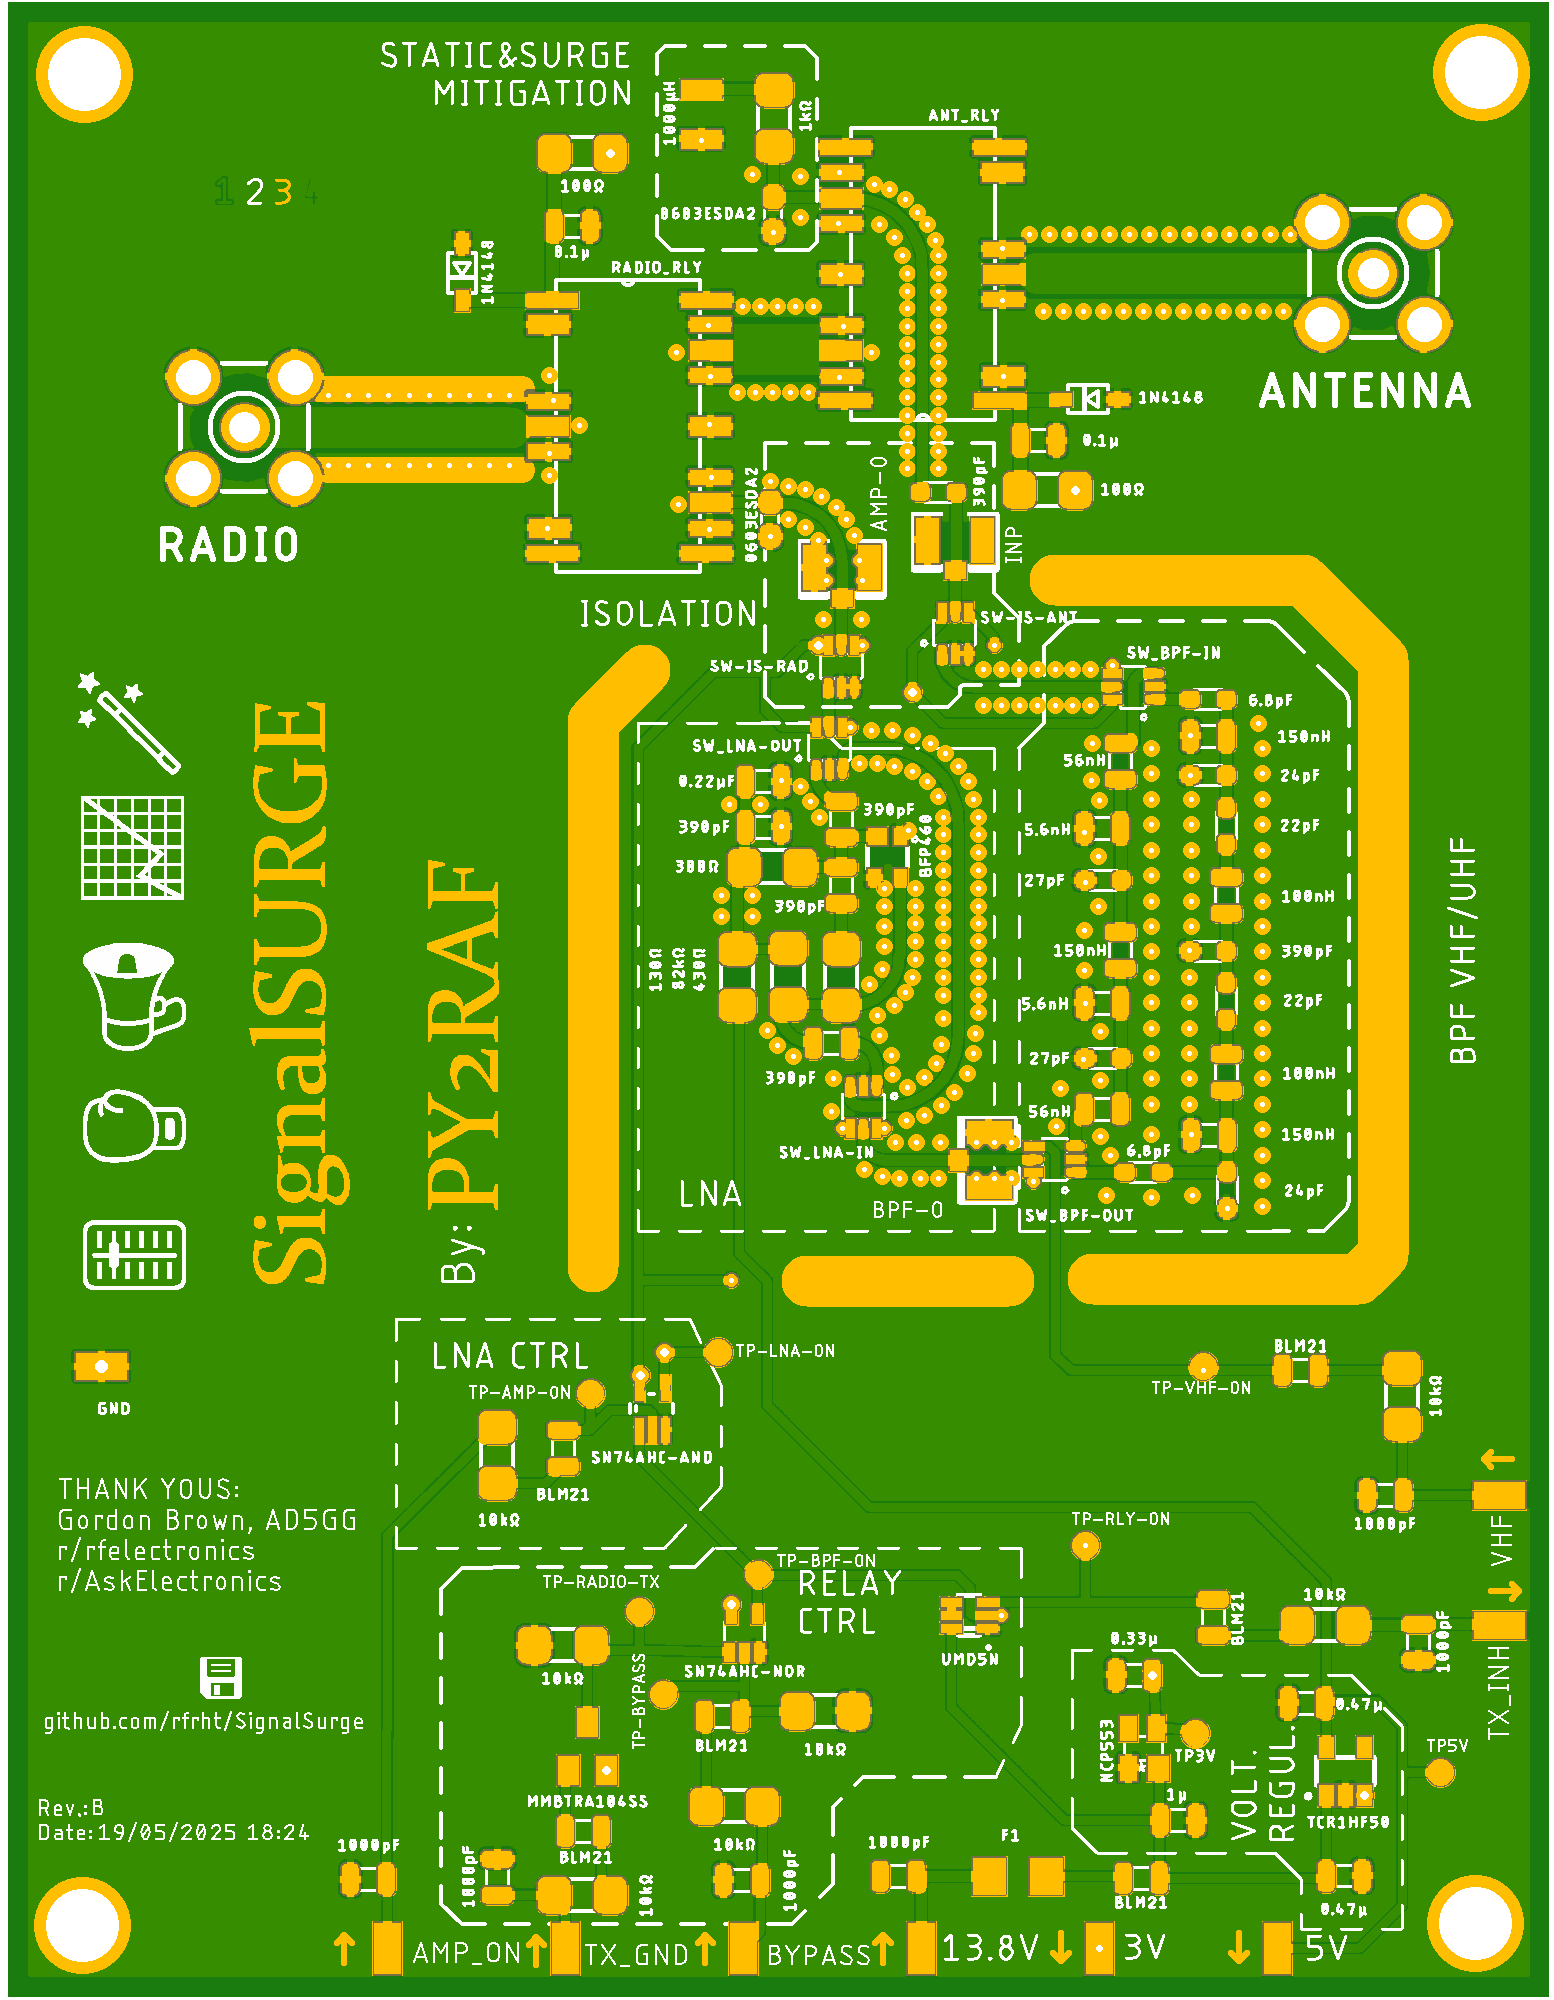 STATIC&SURGE
MITIGATION
1000µH
1kΩ
ANT_RLY
100Ω
1234
0603ESDA2
0.1µ
1N4148
RADIO_RLY
ANTENNA
1N4148
0.1µ
100Ω
RADIO
0603ESDA2
AMP-O
390pF
INP
ISOLATION
SW-IS-ANT
SW-IS-RAD
SW_BPF-IN
6.8pF
150nH
SW_LNA-OUT
56nH
24pF
0.22µF
390pF
390pF
5.6nH
22pF
BFP460
300Ω
27pF
390pF
100nH
150nH
390pF
130Ω
82kΩ
430Ω
5.6nH
22pF
27pF
390pF
100nH
56nH
150nH
SW_LNA-IN
6.8pF
24pF
LNA
BPF-O
SW_BPF-OUT
BPF VHF/UHF
SignalSURGE
By: PY2RAF
GND
LNA CTRL
TP-LNA-ON
TP-AMP-ON
SN74AHC-AND
BLM21
10kΩ
BLM21
TP-VHF-ON
10kΩ
1000pF
VHF
THANK YOUS:
Gordon Brown, AD5GG
r/rfelectronics
r/AskElectronics
TP-RLY-ON
TP-BPF-ON
TP-RADIO-TX
RELAY
CTRL
BLM21
10kΩ
1000pF
TX_INH
0.33µ
UMD5N
SN74AHC-NOR
10kΩ
TP-BYPASS
github.com/rfrht/SignalSurge
BLM21
10kΩ
0.47µ
NCP553
TP3V
VOLT.
REGUL.
TP5V
MMBTRA104SS
1µ
TCR1HF50
Rev.:B
Date:19/05/2025 18:24
1000pF
BLM21
10kΩ
1000pF
F1
1000pF
10kΩ
1000pF
BLM21
0.47µ
AMP_ON
TX_GND
BYPASS
13.8V
3V
5V